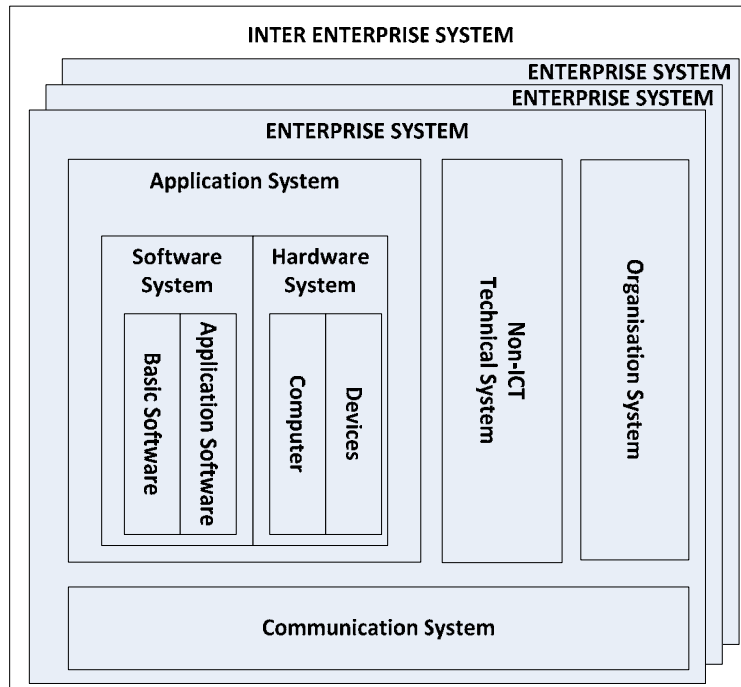 INTER ENTERPRISE SYSTEM
ENTERPRISE SYSTEM
ENTERPRISE SYSTEM
ENTERPRISE SYSTEM
Application System
Software
System
Hardware
System
Basic Software
Application Software
Computer
Devices
Non-ICT
Technical System
Organisation System
Communication System